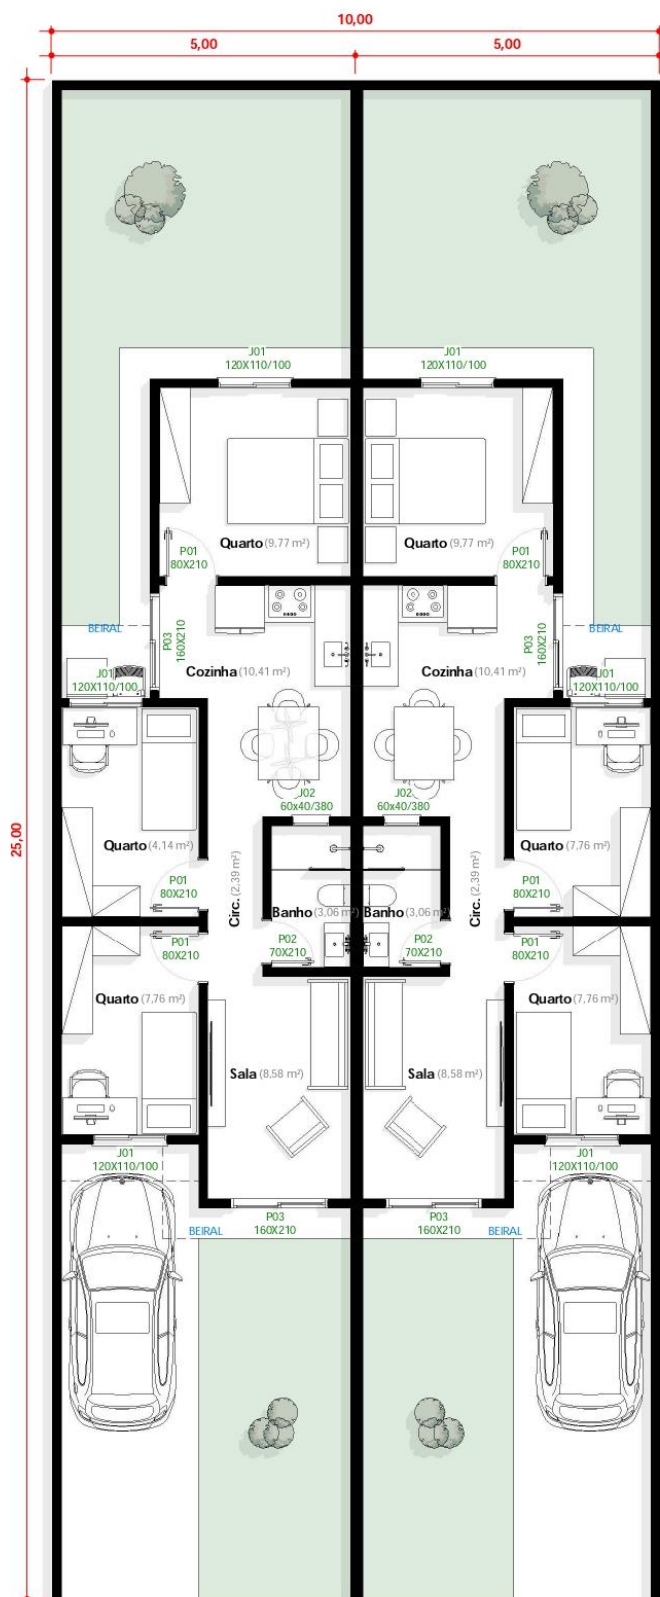 10,00
5,00 5,00
25,00
J01 J01
120X110/100 120X110/100
Quarto (9,77 m²) Quarto (9,77 m²)
P01 P01
80X210 80X210
BEIRAL BEIRAL
P03 P03
160X210 160X210
Cozinha (10,41 m²) Cozinha (10,41 m²)
J01 J01
120X110/100 120X110/100
J02 J02
60x40/380 60x40/380
Quarto (4,14 m²) Quarto (7,76 m²)
P01 P01
80X210 80X210
Circ. (2,39 m²) Circ. (2,39 m²)
Banho (3,06 m²) Banho (3,06 m²)
P02 P02
70X210 70X210
P01 P01
80X210 80X210
Quarto (7,76 m²) Quarto (7,76 m²)
Sala (8,58 m²) Sala (8,58 m²)
J01 J01
120X110/100 120X110/100
P03 P03
160X210 160X210
BEIRAL BEIRAL